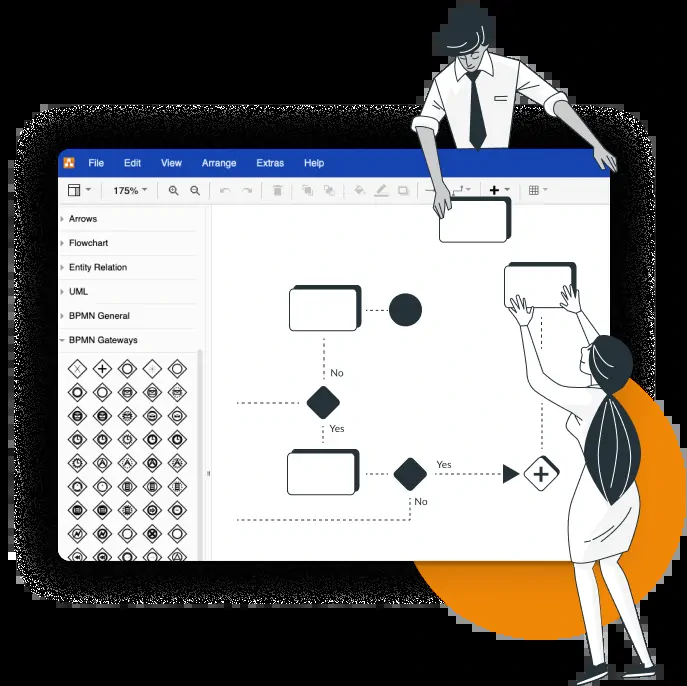 File Edit View Arrange Extras Help
175%
Arrows
Flowchart
Entity Relation
UML
BPMN General
BPMN Gateways
No
Yes
Yes
No